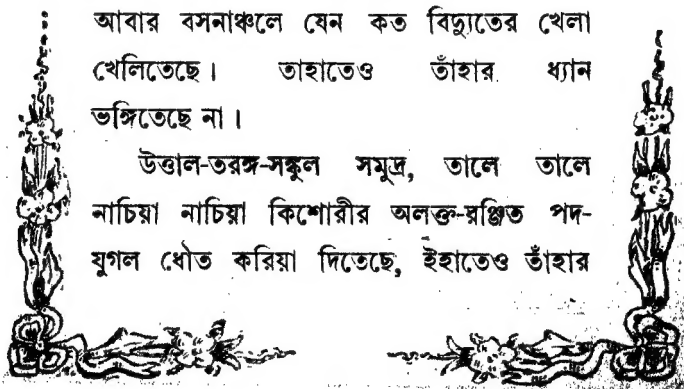 আবার বসনাঞ্চলে যেন কত বিদ্যুতের খেলা
খেলিতেছে। তাহাতেও তাঁহার ধ্যান
ভঙ্গিতেছে না।
উত্তাল-তরঙ্গ-সঙ্কুল সমুদ্র, তালে তালে
নাচিয়া নাচিয়া কিশোরীর অলক্ত-রঞ্জিত পদ-
যুগল ধৌত করিয়া দিতেছে, ইহাতেও তাঁহার